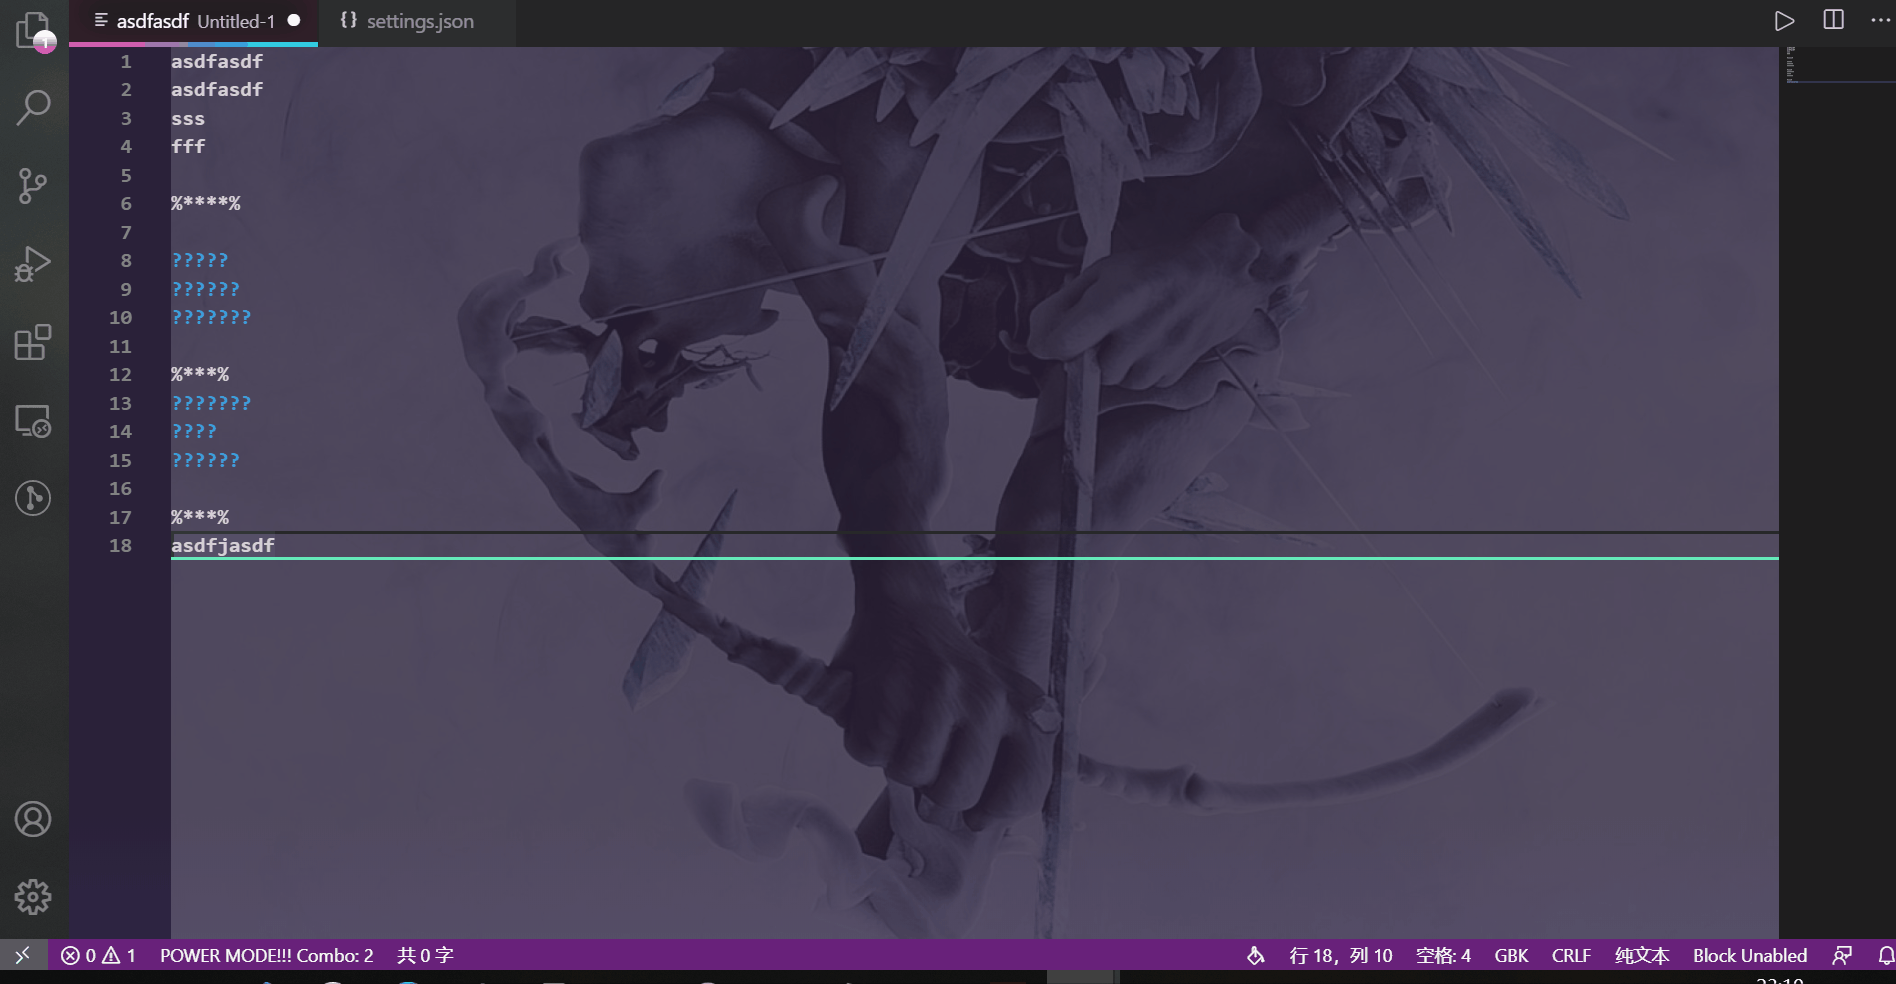 asdfasdf Untitled-1
{} settings.json
1
1 asdfasdf
2 asdfasdf
3 sss
4 fff
5
6 %****%
7
8 ?????
9 ??????
10 ???????
11
12 %***%
13 ???????
14 ????
15 ??????
16
17 %***%
18 asdfjasdf
0 1 POWER MODE!!! Combo: 2 共 0 字 行 18，列 10 空格: 4 GBK CRLF 纯文本 Block Unabled